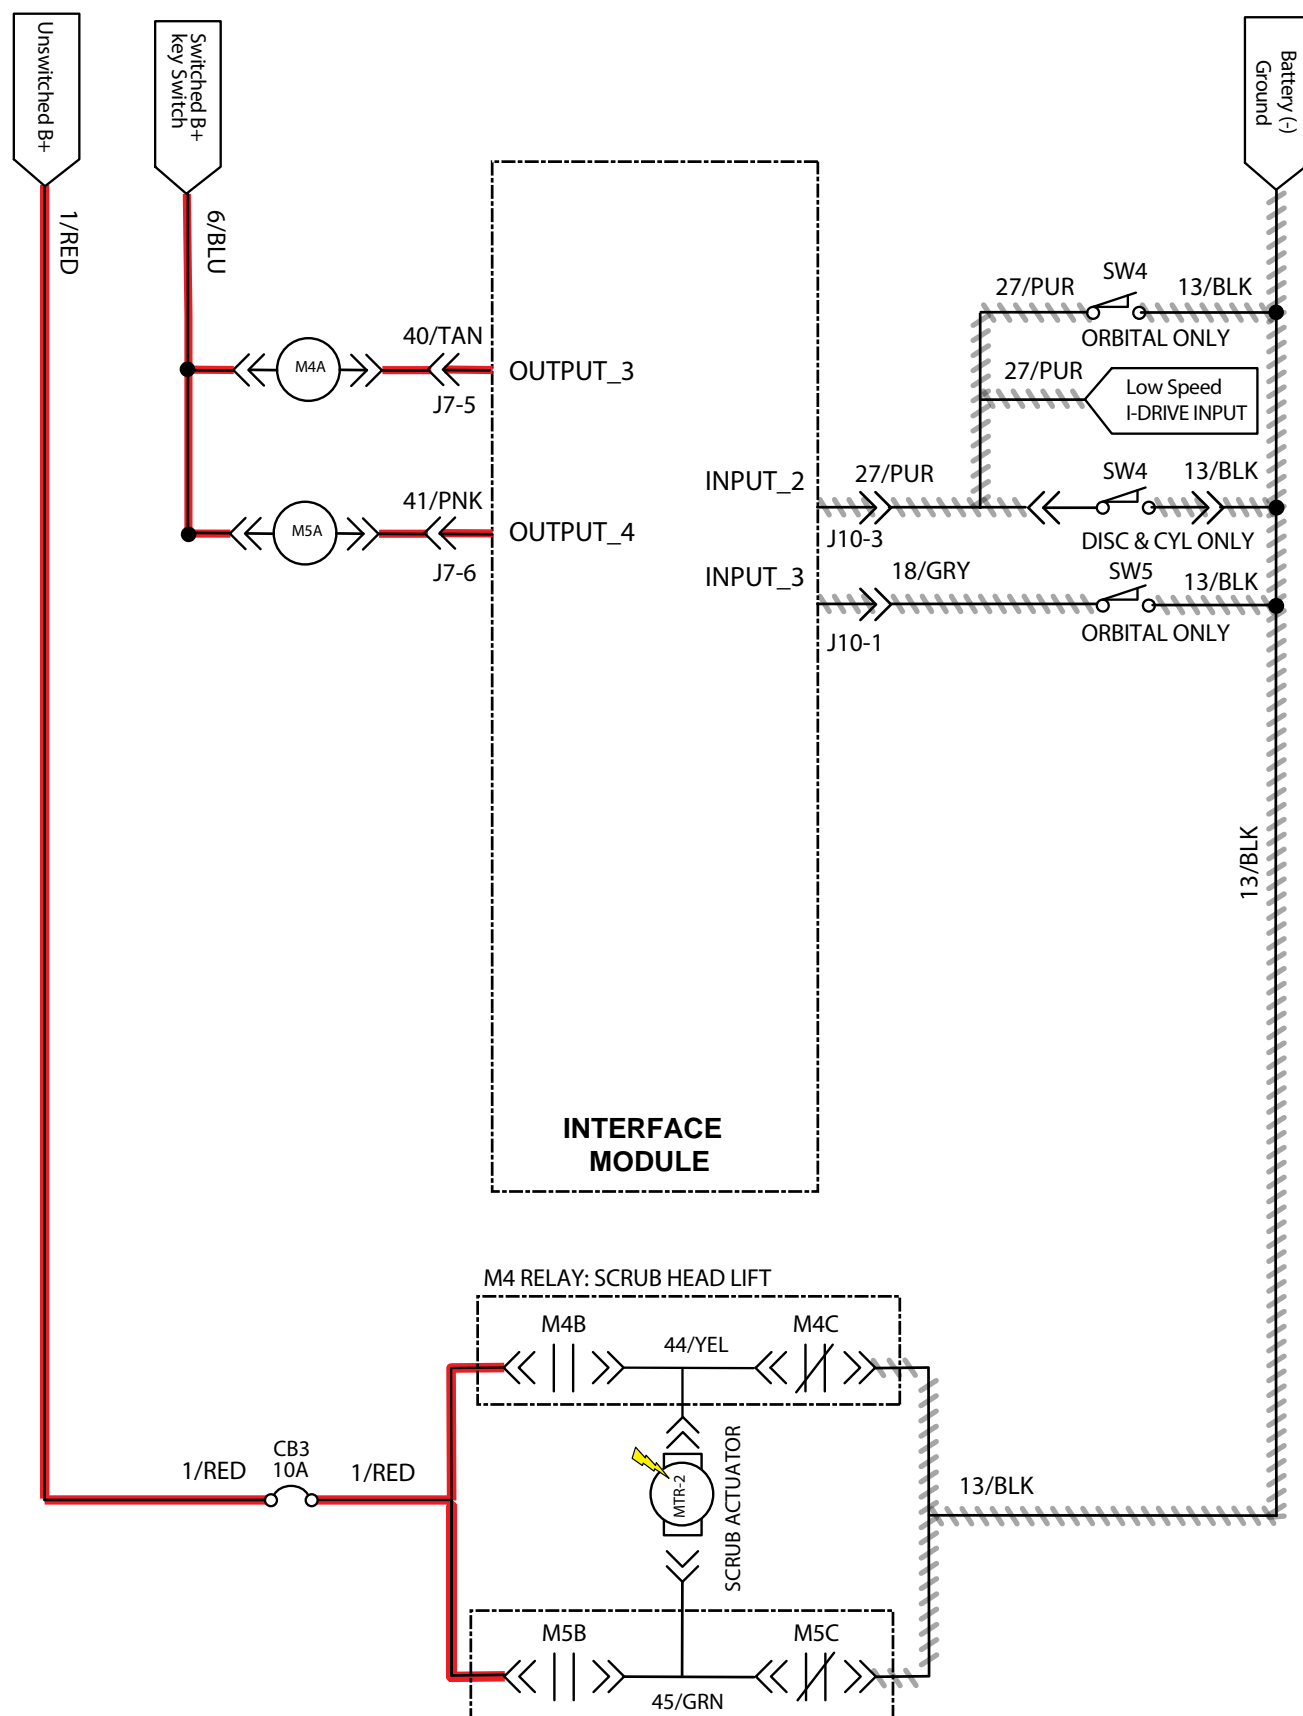 Unswitched B+
Switched B+
key Switch
Battery (-)
Ground
1/RED
6/BLU
SW4
27/PUR
13/BLK
ORBITAL ONLY
40/TAN
M4A
OUTPUT_3
J7-5
27/PUR
Low Speed
I-DRIVE INPUT
INPUT_2
27/PUR
SW4
13/BLK
41/PNK
M5A
OUTPUT_4
J7-6
J10-3
DISC & CYL ONLY
INPUT_3
18/GRY
SW5
13/BLK
J10-1
ORBITAL ONLY
13/BLK
INTERFACE
MODULE
M4 RELAY: SCRUB HEAD LIFT
M4B
44/YEL
M4C
CB3
10A
1/RED
1/RED
MTR-2
SCRUB ACTUATOR
13/BLK
M5B
M5C
45/GRN